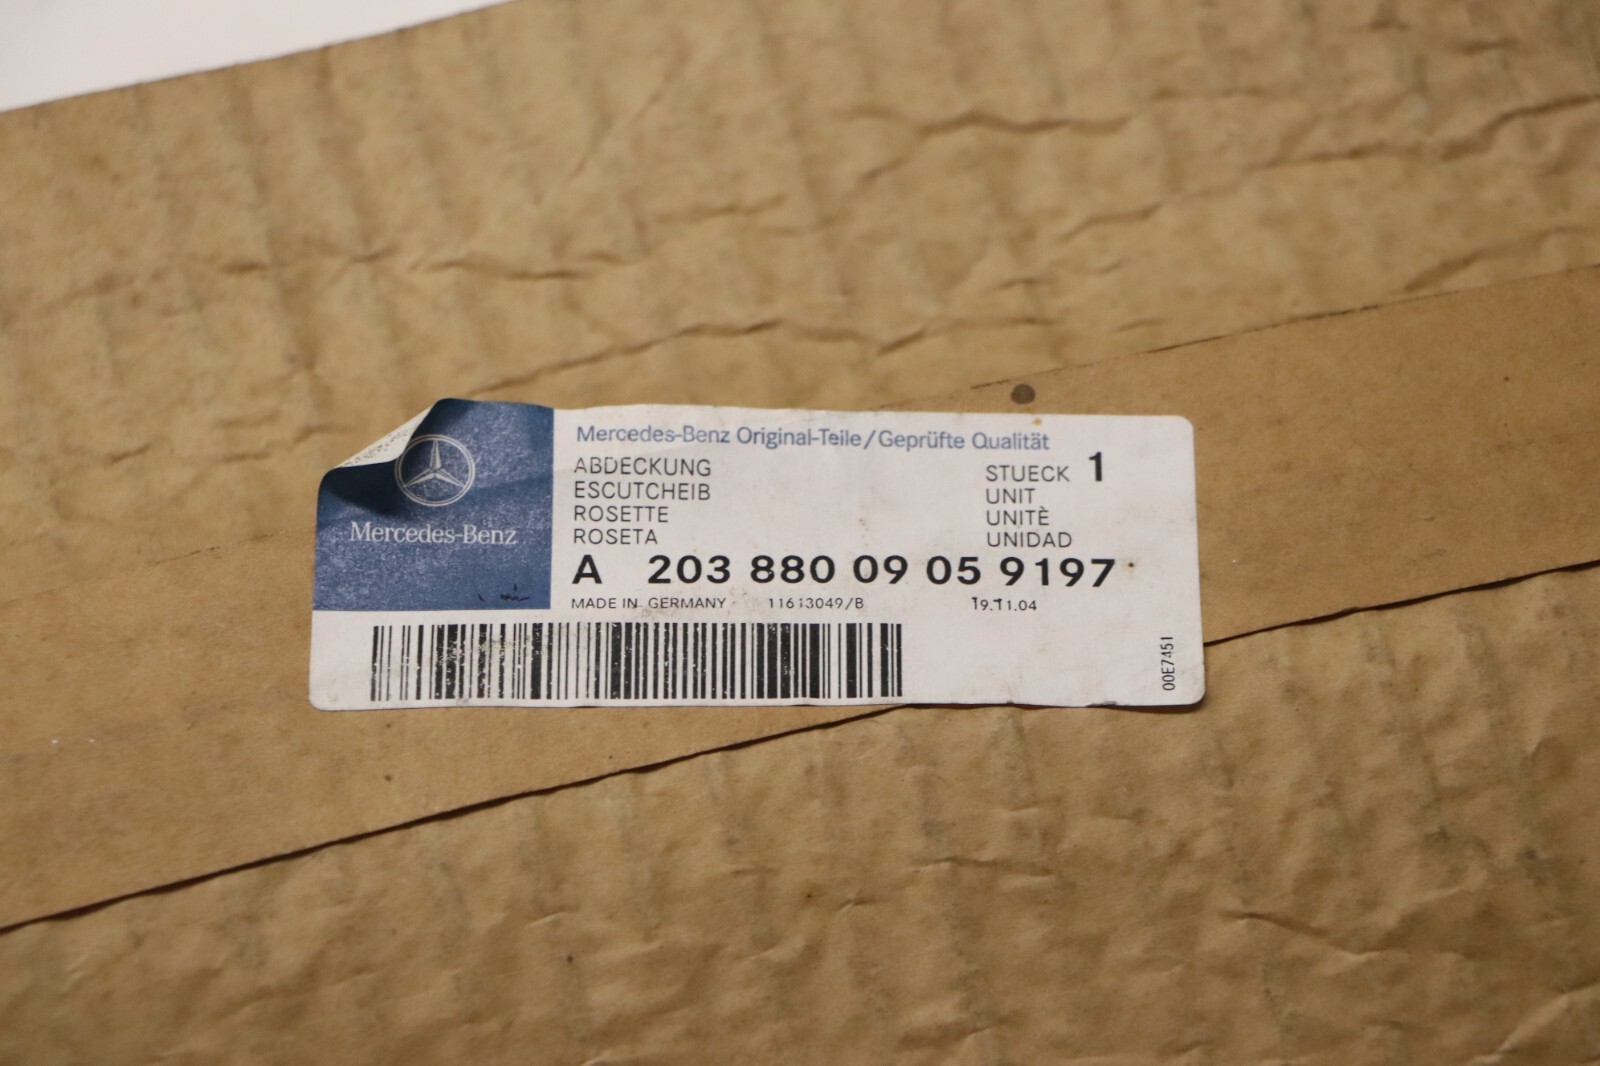 Mercedes-Benz
Mercedes-Benz Original-Teile/Geprüfte Qualität
ABDECKUNG
ESCUTCHEIB
ROSETTE
ROSETA
STUECK 1
UNIT
UNITÈ
UNIDAD
A 203 880 09 05 9197
MADE IN GERMANY 11613049/B 19.11.04
00E7451